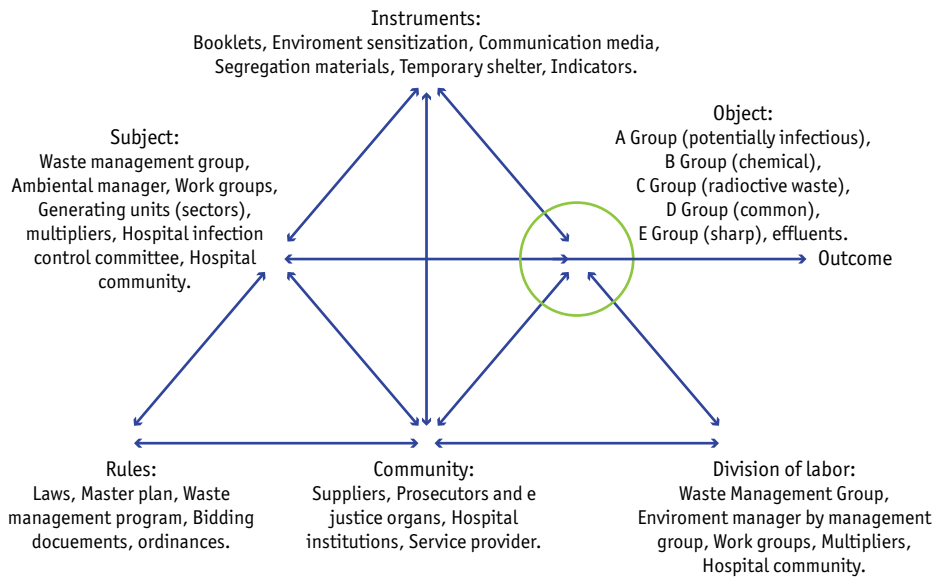 Instruments:
Booklets, Enviroment sensitization, Communication media,
Segregation materials, Temporary shelter, Indicators.
Subject:
Waste management group,
Ambiental manager, Work groups,
Generating units (sectors),
multipliers, Hospital infection
control committee, Hospital
community.
Object:
A Group (potentially infectious),
B Group (chemical),
C Group (radioctive waste),
D Group (common),
E Group (sharp), effluents.
Outcome
Rules:
Laws, Master plan, Waste
management program, Bidding
docuements, ordinances.
Community:
Suppliers, Prosecutors and e
justice organs, Hospital
institutions, Service provider.
Division of labor:
Waste Management Group,
Enviroment manager by management
group, Work groups, Multipliers,
Hospital community.